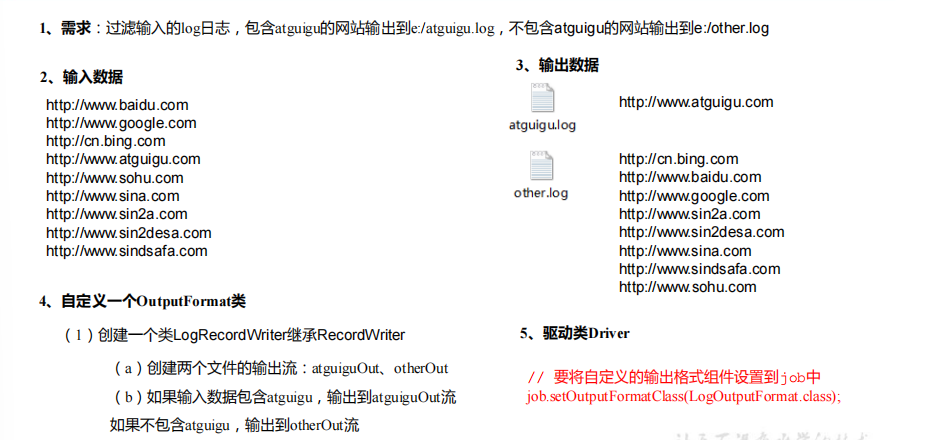 1、需求：过滤输入的log日志，包含atguigu的网站输出到e:/atguigu.log，不包含atguigu的网站输出到e:/other.log
2、输入数据
http://www.baidu.com
http://www.google.com
http://cn.bing.com
http://www.atguigu.com
http://www.sohu.com
http://www.sina.com
http://www.sin2a.com
http://www.sin2desa.com
http://www.sindsafa.com
3、输出数据
atguigu.log
http://www.atguigu.com
other.log
http://cn.bing.com
http://www.baidu.com
http://www.google.com
http://www.sin2a.com
http://www.sin2desa.com
http://www.sina.com
http://www.sindsafa.com
http://www.sohu.com
4、自定义一个OutputFormat类
（1）创建一个类LogRecordWriter继承RecordWriter
（a）创建两个文件的输出流：atguiguOut、otherOut
（b）如果输入数据包含atguigu，输出到atguiguOut流
如果不包含atguigu，输出到otherOut流
5、驱动类Driver
// 要将自定义的输出格式组件设置到job中
job.setOutputFormatClass(LogOutputFormat.class);